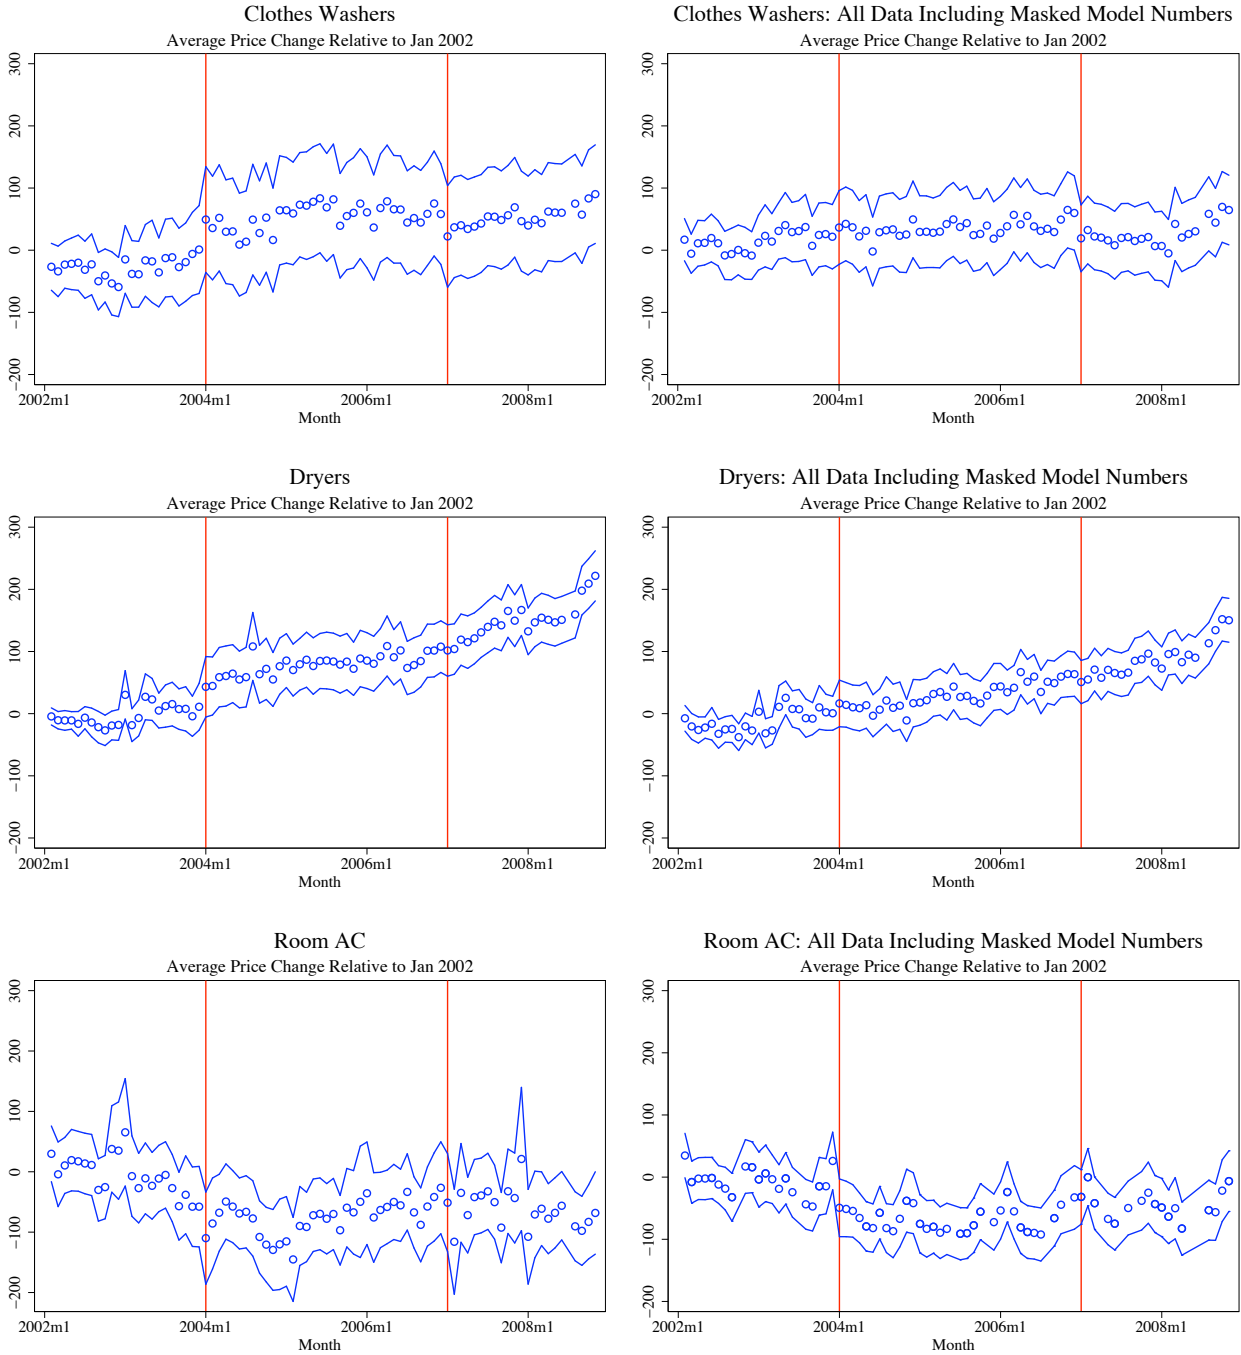 Clothes Washers
Average Price Change Relative to Jan 2002
300
200
100
0
−100
−200
2002m1 2004m1 2006m1 2008m1
Month
Clothes Washers: All Data Including Masked Model Numbers
Average Price Change Relative to Jan 2002
300
200
100
0
−100
−200
2002m1 2004m1 2006m1 2008m1
Month
Dryers
Average Price Change Relative to Jan 2002
300
200
100
0
−100
−200
2002m1 2004m1 2006m1 2008m1
Month
Dryers: All Data Including Masked Model Numbers
Average Price Change Relative to Jan 2002
300
200
100
0
−100
−200
2002m1 2004m1 2006m1 2008m1
Month
Room AC
Average Price Change Relative to Jan 2002
300
200
100
0
−100
−200
2002m1 2004m1 2006m1 2008m1
Month
Room AC: All Data Including Masked Model Numbers
Average Price Change Relative to Jan 2002
300
200
100
0
−100
−200
2002m1 2004m1 2006m1 2008m1
Month